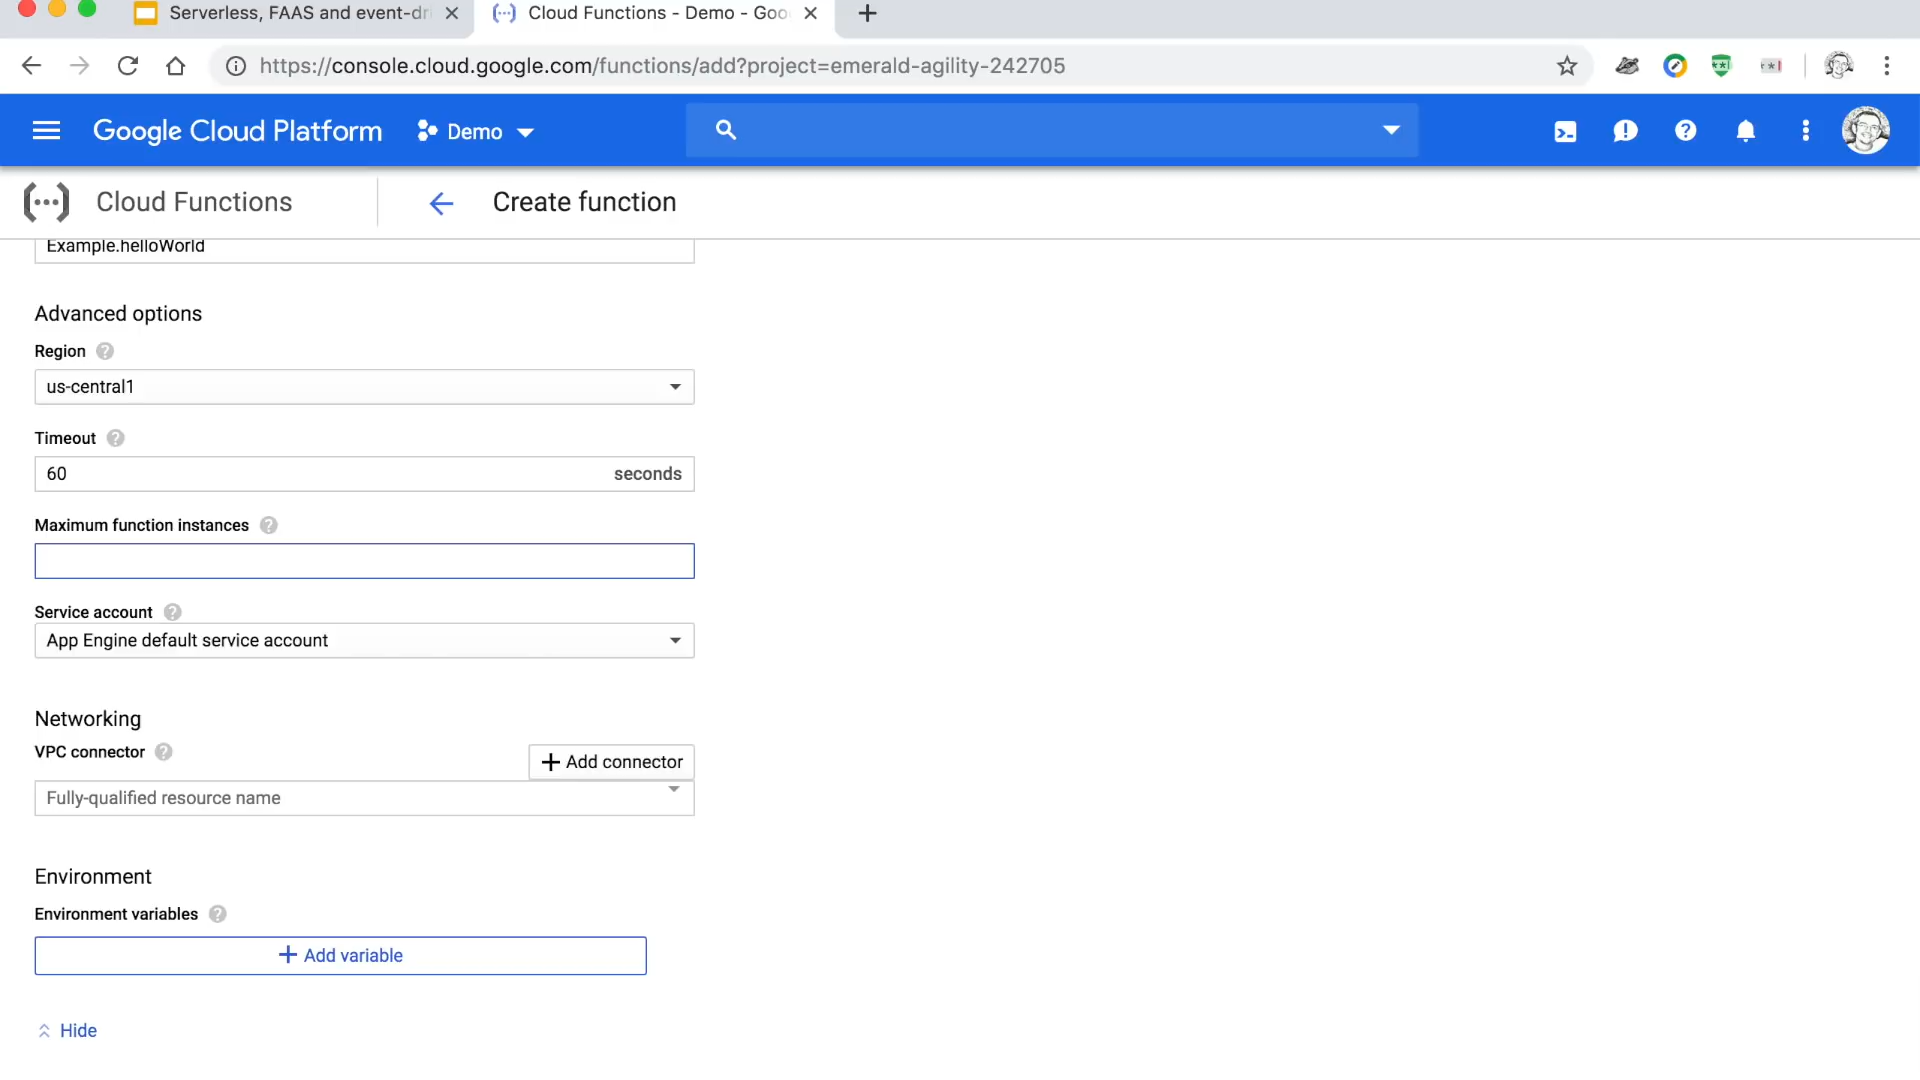 Serverless, FAAS and event-dri
Cloud Functions - Demo - Goo
https://console.cloud.google.com/functions/add?project=emerald-agility-242705
Google Cloud Platform
Demo
Cloud Functions
Create function
Example.helloWorld
Advanced options
Region
us-central1
Timeout
60 seconds
Maximum function instances
Service account
App Engine default service account
Networking
VPC connector
Add connector
Fully-qualified resource name
Environment
Environment variables
Add variable
Hide